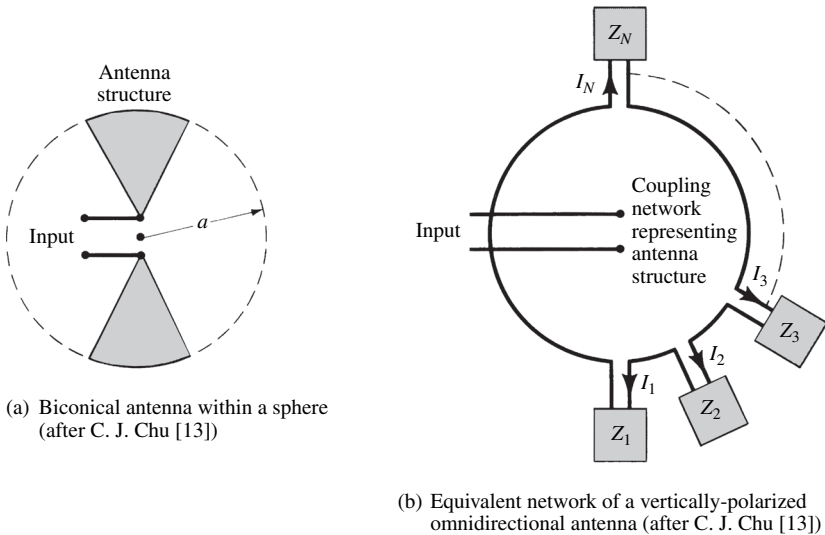 Antenna
structure
Input
a
(a) Biconical antenna within a sphere
(after C. J. Chu [13])
Z_N
I_N
Coupling
network
representing
antenna
structure
Input
I_3
Z_3
I_2
Z_2
I_1
Z_1
(b) Equivalent network of a vertically-polarized
omnidirectional antenna (after C. J. Chu [13])